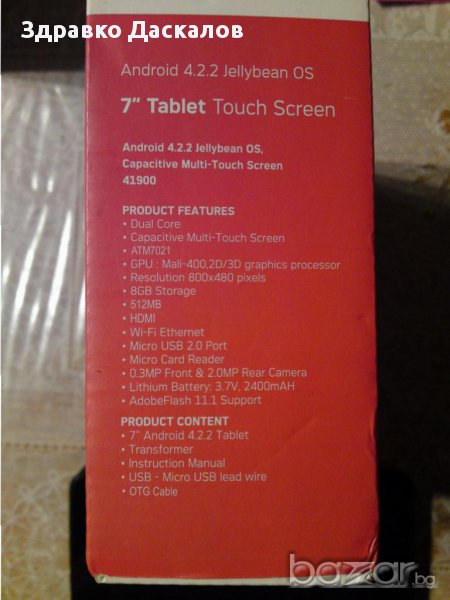 Здравко Даскалов
Android 4.2.2 Jellybean OS
7" Tablet Touch Screen
Android 4.2.2 Jellybean OS,
Capacitive Multi-Touch Screen
41900
PRODUCT FEATURES
• Dual Core
• Capacitive Multi-Touch Screen
• ATM7021
• GPU : Mali-400,2D/3D graphics processor
• Resolution 800x480 pixels
• 8GB Storage
• 512MB
• HDMI
• Wi-Fi Ethernet
• Micro USB 2.0 Port
• Micro Card Reader
• 0.3MP Front & 2.0MP Rear Camera
• Lithium Battery: 3.7V, 2400mAH
• AdobeFlash 11.1 Support
PRODUCT CONTENT
• 7" Android 4.2.2 Tablet
• Transformer
• Instruction Manual
• USB - Micro USB lead wire
• OTG Cable
bazar.bg